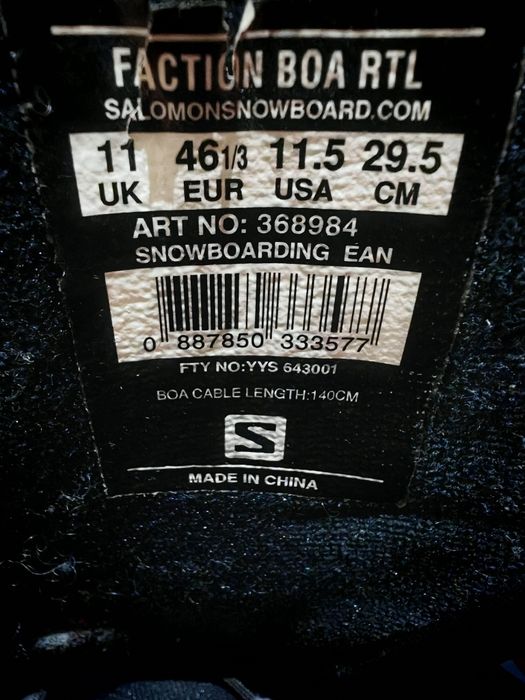 FACTION BOA RTL
SALOMONSNOWBOARD.COM
11 46 1/3 11.5 29.5
UK EUR USA CM
ART NO: 368984
SNOWBOARDING EAN
0 887850 333577
FTY NO:YYS 643001
BOA CABLE LENGTH:140CM
S
MADE IN CHINA